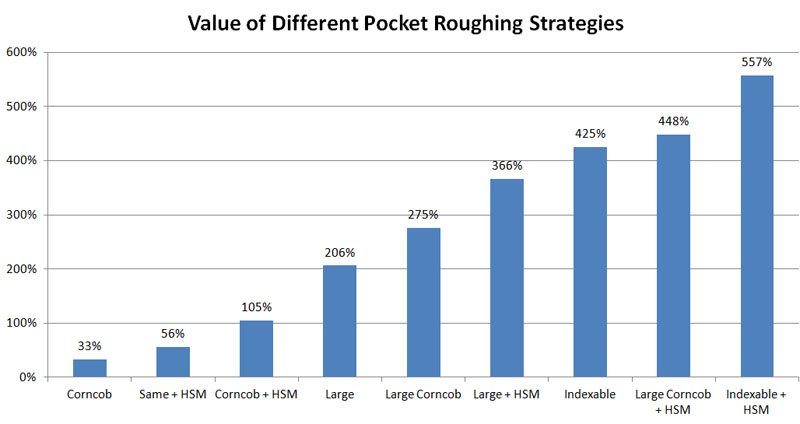 Value of Different Pocket Roughing Strategies
600%
500%
400%
300%
200%
100%
0%
33%
56%
105%
206%
275%
366%
425%
448%
557%
Corncob
Same + HSM
Corncob + HSM
Large
Large Corncob
Large + HSM
Indexable
Large Corncob
+ HSM
Indexable +
HSM